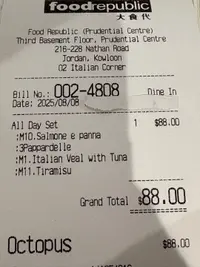 foodrepublic
大食代
Food Republic (Prudential Centre)
Third Basement Floor, Prudential Centre
216-228 Nathan Road
Jordan, Kowloon
02 Italian Corner
Bill No.: 002-4808 Dine In
Date: 2025/08/08
All Day Set 1 $88.00
:M10.Salmone e panna
:3Pappardelle
:M1.Italian Veal with Tuna
:M11.Tiramisu
Grand Total $88.00
Octopus $88.00